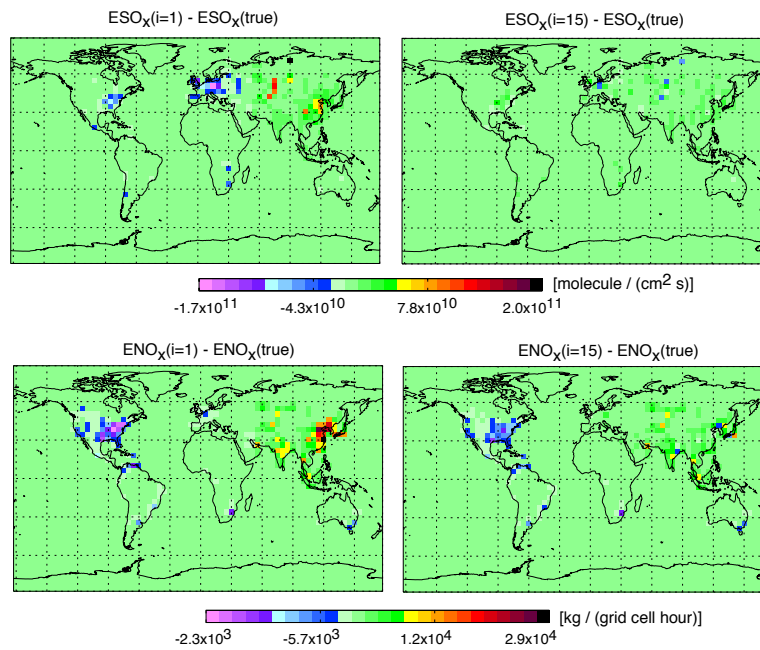 ESOx(i=1) - ESOx(true)
ESOx(i=15) - ESOx(true)
[molecule / (cm2 s)]
-1.7x10^11 -4.3x10^10 7.8x10^10 2.0x10^11
ENOx(i=1) - ENOx(true)
ENOx(i=15) - ENOx(true)
[kg / (grid cell hour)]
-2.3x10^3 -5.7x10^3 1.2x10^4 2.9x10^4